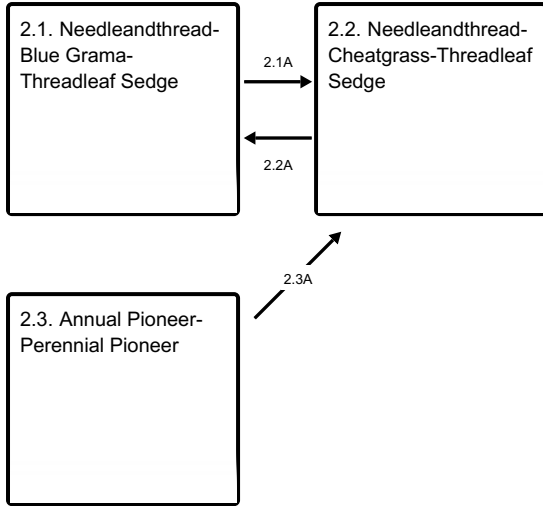 2.1. Needleandthread-
Blue Grama-
Threadleaf Sedge
2.1A
2.2. Needleandthread-
Cheatgrass-Threadleaf
Sedge
2.2A
2.3A
2.3. Annual Pioneer-
Perennial Pioneer